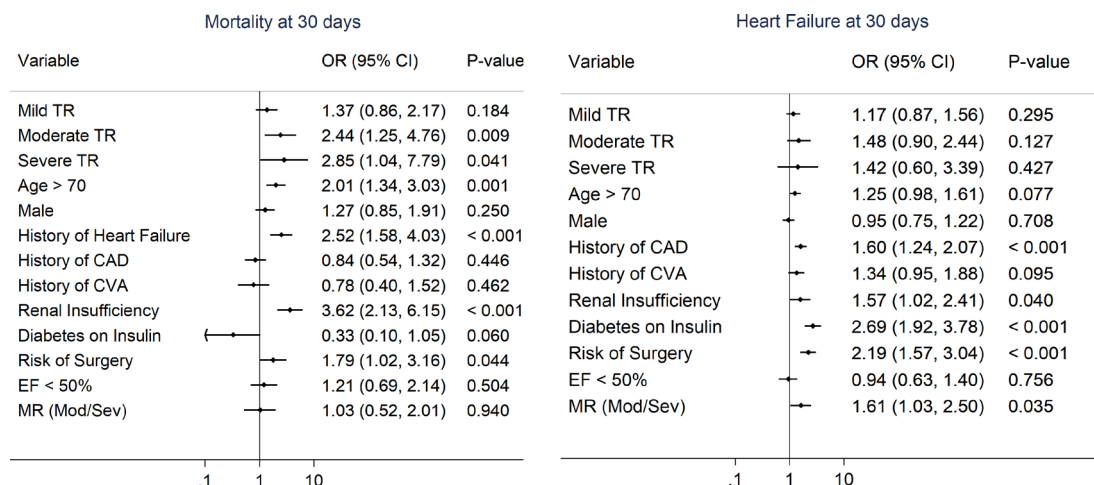 Mortality at 30 days
Variable OR (95% CI) P-value
Mild TR 1.37 (0.86, 2.17) 0.184
Moderate TR 2.44 (1.25, 4.76) 0.009
Severe TR 2.85 (1.04, 7.79) 0.041
Age > 70 2.01 (1.34, 3.03) 0.001
Male 1.27 (0.85, 1.91) 0.250
History of Heart Failure 2.52 (1.58, 4.03) < 0.001
History of CAD 0.84 (0.54, 1.32) 0.446
History of CVA 0.78 (0.40, 1.52) 0.462
Renal Insufficiency 3.62 (2.13, 6.15) < 0.001
Diabetes on Insulin 0.33 (0.10, 1.05) 0.060
Risk of Surgery 1.79 (1.02, 3.16) 0.044
EF < 50% 1.21 (0.69, 2.14) 0.504
MR (Mod/Sev) 1.03 (0.52, 2.01) 0.940
.1 1 10
Heart Failure at 30 days
Variable OR (95% CI) P-value
Mild TR 1.17 (0.87, 1.56) 0.295
Moderate TR 1.48 (0.90, 2.44) 0.127
Severe TR 1.42 (0.60, 3.39) 0.427
Age > 70 1.25 (0.98, 1.61) 0.077
Male 0.95 (0.75, 1.22) 0.708
History of CAD 1.60 (1.24, 2.07) < 0.001
History of CVA 1.34 (0.95, 1.88) 0.095
Renal Insufficiency 1.57 (1.02, 2.41) 0.040
Diabetes on Insulin 2.69 (1.92, 3.78) < 0.001
Risk of Surgery 2.19 (1.57, 3.04) < 0.001
EF < 50% 0.94 (0.63, 1.40) 0.756
MR (Mod/Sev) 1.61 (1.03, 2.50) 0.035
.1 1 10